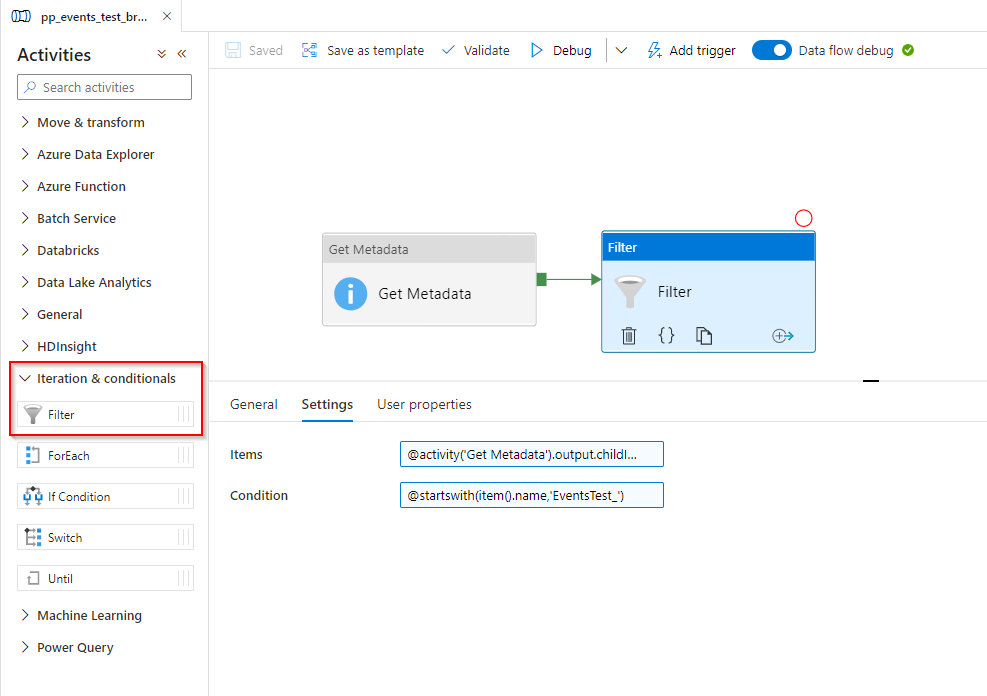 pp_events_test_br...
Activities
Search activities
Move & transform
Azure Data Explorer
Azure Function
Batch Service
Databricks
Data Lake Analytics
General
HDInsight
Iteration & conditionals
Filter
ForEach
If Condition
Switch
Until
Machine Learning
Power Query
Saved
Save as template
Validate
Debug
Add trigger
Data flow debug
Get Metadata
Get Metadata
Filter
Filter
General
Settings
User properties
Items
@activity('Get Metadata').output.childI...
Condition
@startswith(item().name,'EventsTest_')